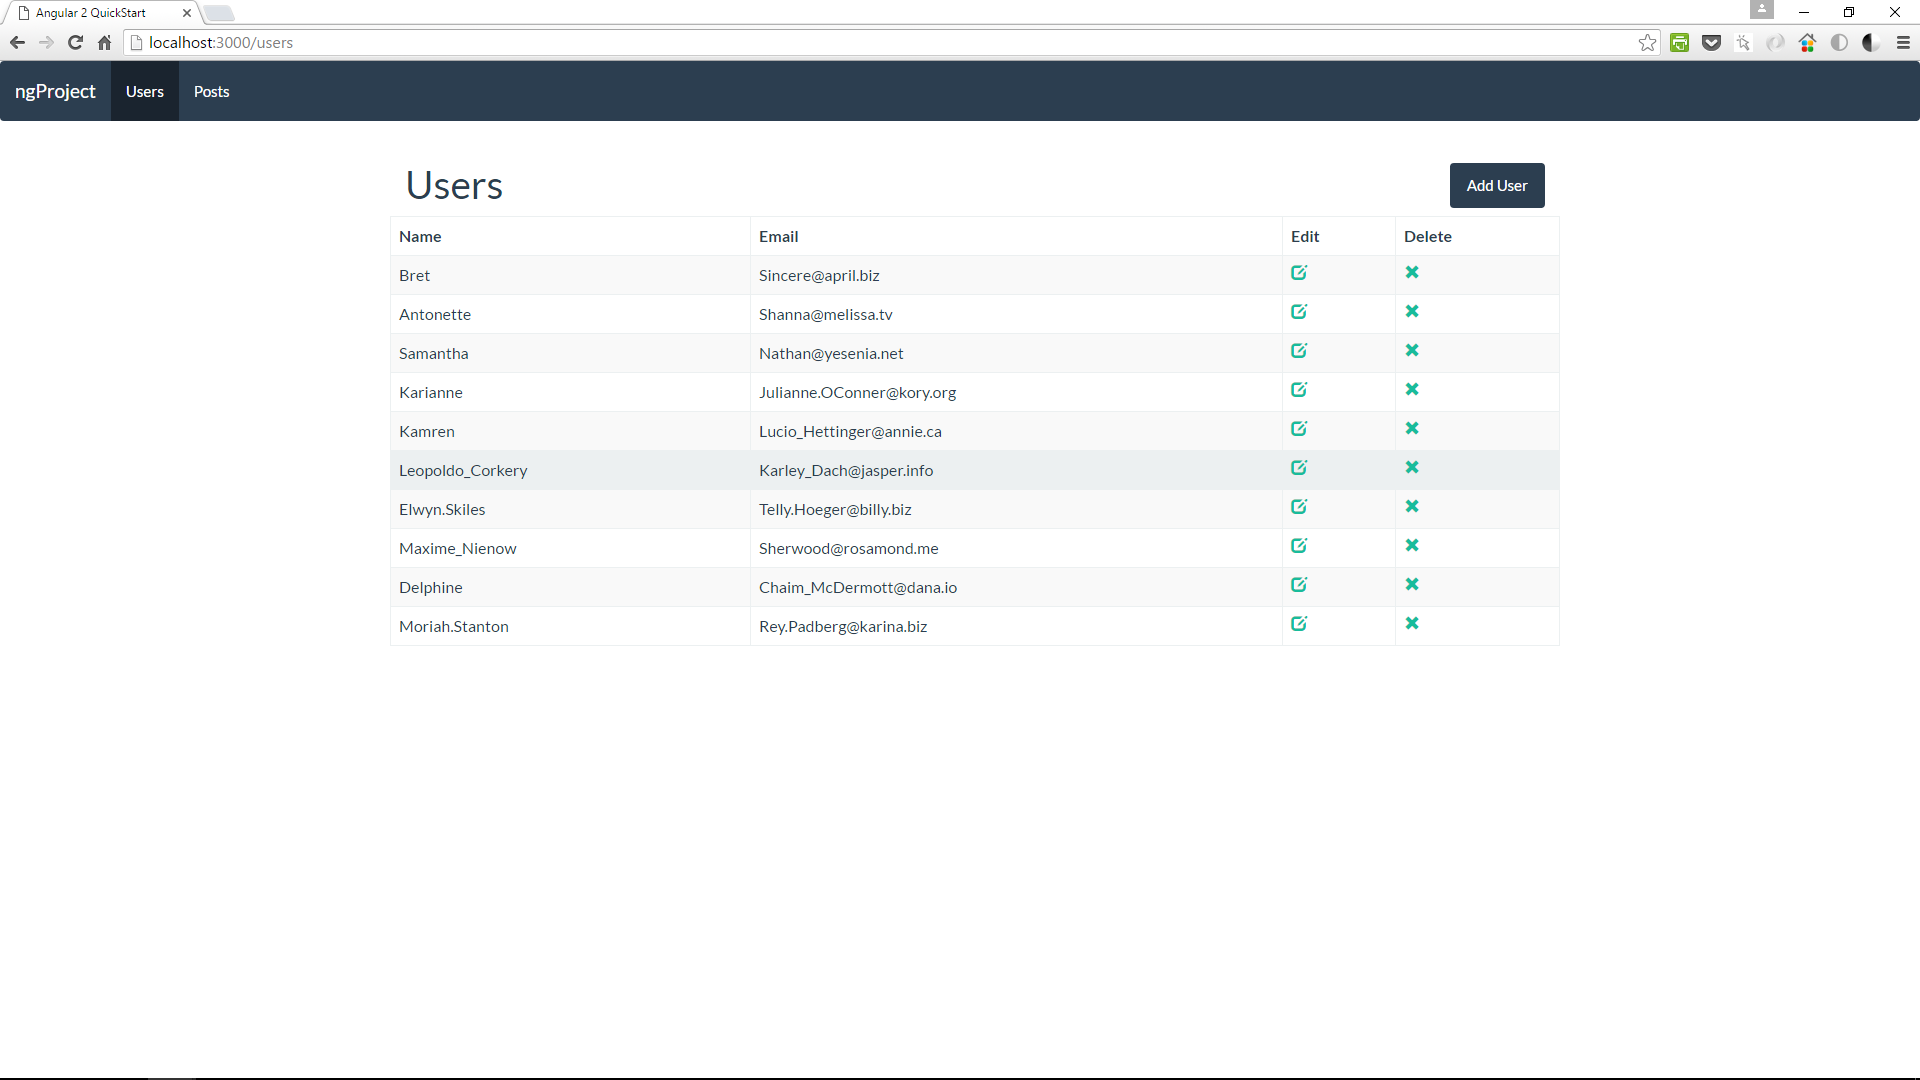 Angular 2 QuickStart
localhost:3000/users
ngProject Users Posts
Users Add User
Name Email Edit Delete
Bret Sincere@april.biz
Antonette Shanna@melissa.tv
Samantha Nathan@yesenia.net
Karianne Julianne.OConner@kory.org
Kamren Lucio_Hettinger@annie.ca
Leopoldo_Corkery Karley_Dach@jasper.info
Elwyn.Skiles Telly.Hoeger@billy.biz
Maxime_Nienow Sherwood@rosamond.me
Delphine Chaim_McDermott@dana.io
Moriah.Stanton Rey.Padberg@karina.biz